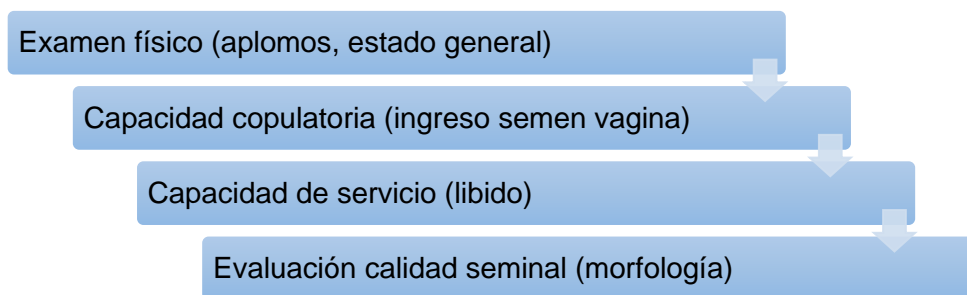 Examen físico (aplomos, estado general)
Capacidad copulatoria (ingreso semen vagina)
Capacidad de servicio (libido)
Evaluación calidad seminal (morfología)